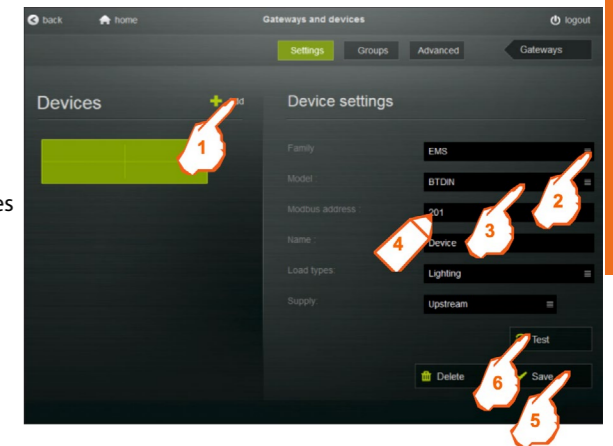 back home Gateways and devices logout
Settings Groups Advanced Gateways
Devices
1
Device settings
Family EMS
2
Model : BTDIN
3
Modbus address : 201
4
Name : Device
Load types: Lighting
Supply: Upstream
Test
6
Delete Save
5
es